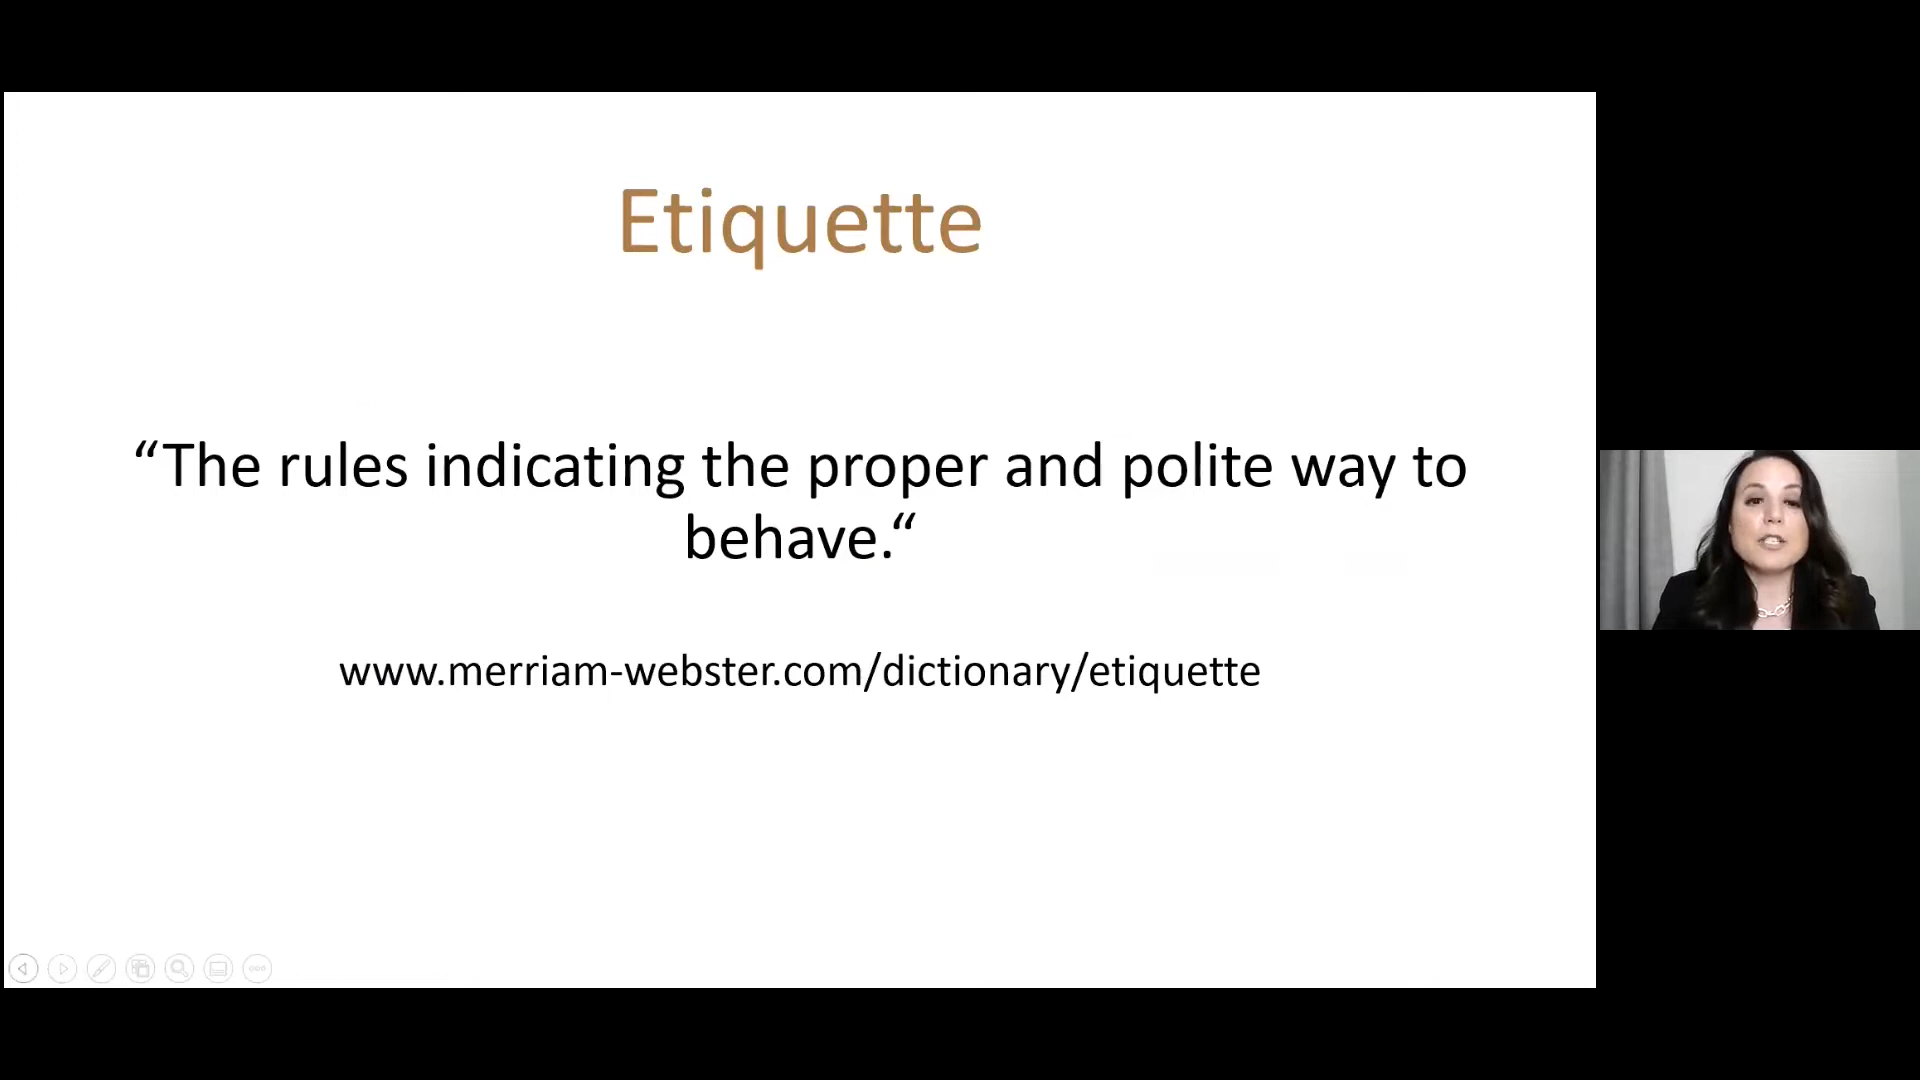 Etiquette
“The rules indicating the proper and polite way to
behave.“
www.merriam-webster.com/dictionary/etiquette